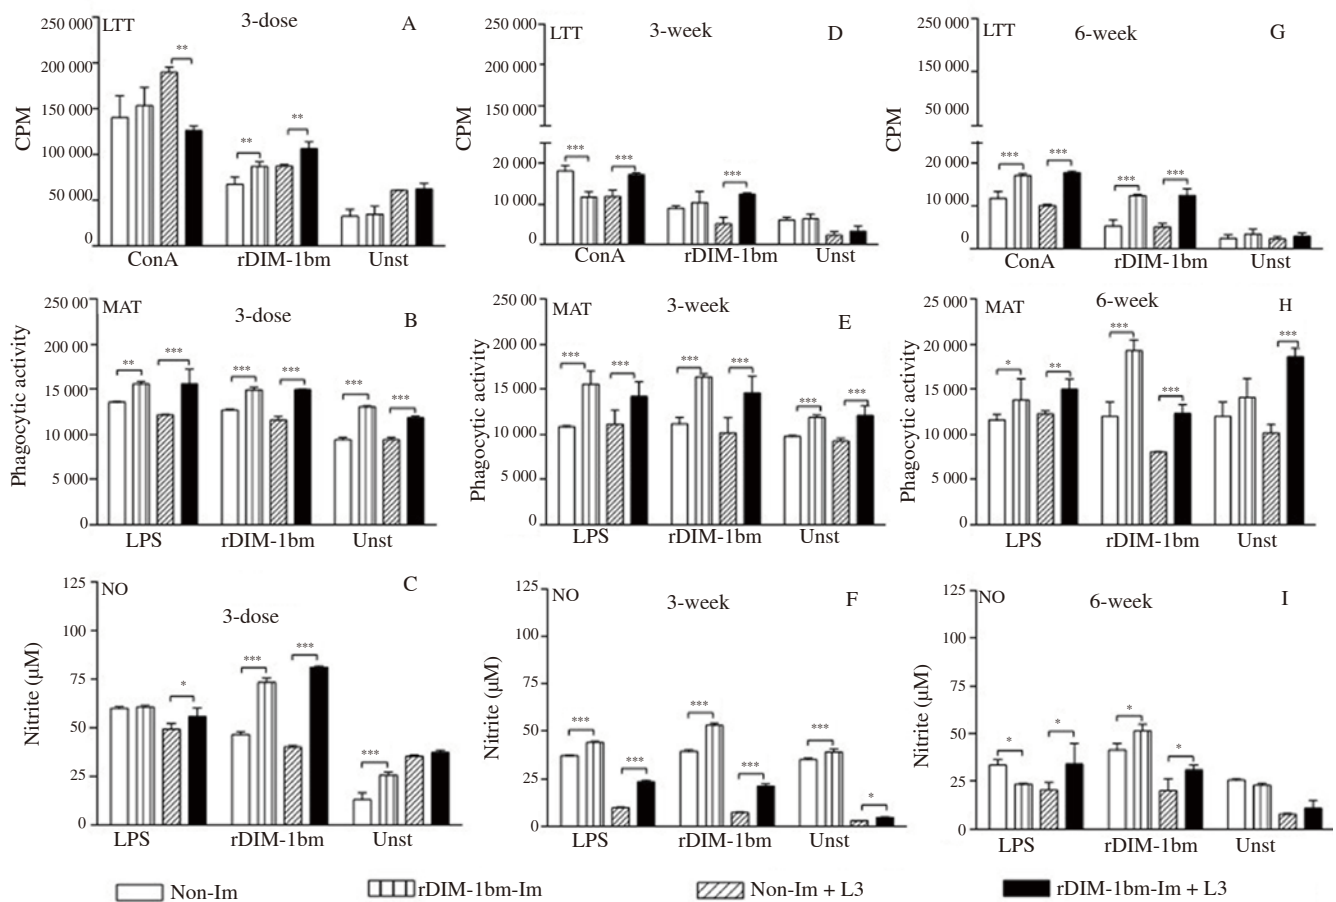 LTT 3-dose A
250 000
200 000
150 000
100 000
50 000
0
CPM
** ** **
ConA rDIM-1bm Unst
LTT 3-week D
250 000
200 000
150 000
20 000
10 000
0
CPM
*** *** ***
ConA rDIM-1bm Unst
LTT 6-week G
250 000
150 000
50 000
20 000
10 000
0
CPM
*** *** *** ***
ConA rDIM-1bm Unst
MAT 3-dose B
250 00
200 00
15 000
10 000
5 000
0
Phagocytic activity
** *** *** *** *** ***
LPS rDIM-1bm Unst
MAT 3-week E
250 00
200 00
15 000
10 000
5 000
0
Phagocytic activity
*** *** *** *** *** ***
LPS rDIM-1bm Unst
MAT 6-week H
25 000
20 000
15 000
10 000
5 000
0
Phagocytic activity
* ** *** *** ***
LPS rDIM-1bm Unst
NO 3-dose C
125
100
75
50
25
0
Nitrite (μM)
* *** *** ***
LPS rDIM-1bm Unst
NO 3-week F
125
100
75
50
25
0
Nitrite (μM)
*** *** *** *** *** *
LPS rDIM-1bm Unst
NO 6-week I
125
100
75
50
25
0
Nitrite (μM)
* * * *
LPS rDIM-1bm Unst
Non-Im rDIM-1bm-Im Non-Im + L3 rDIM-1bm-Im + L3